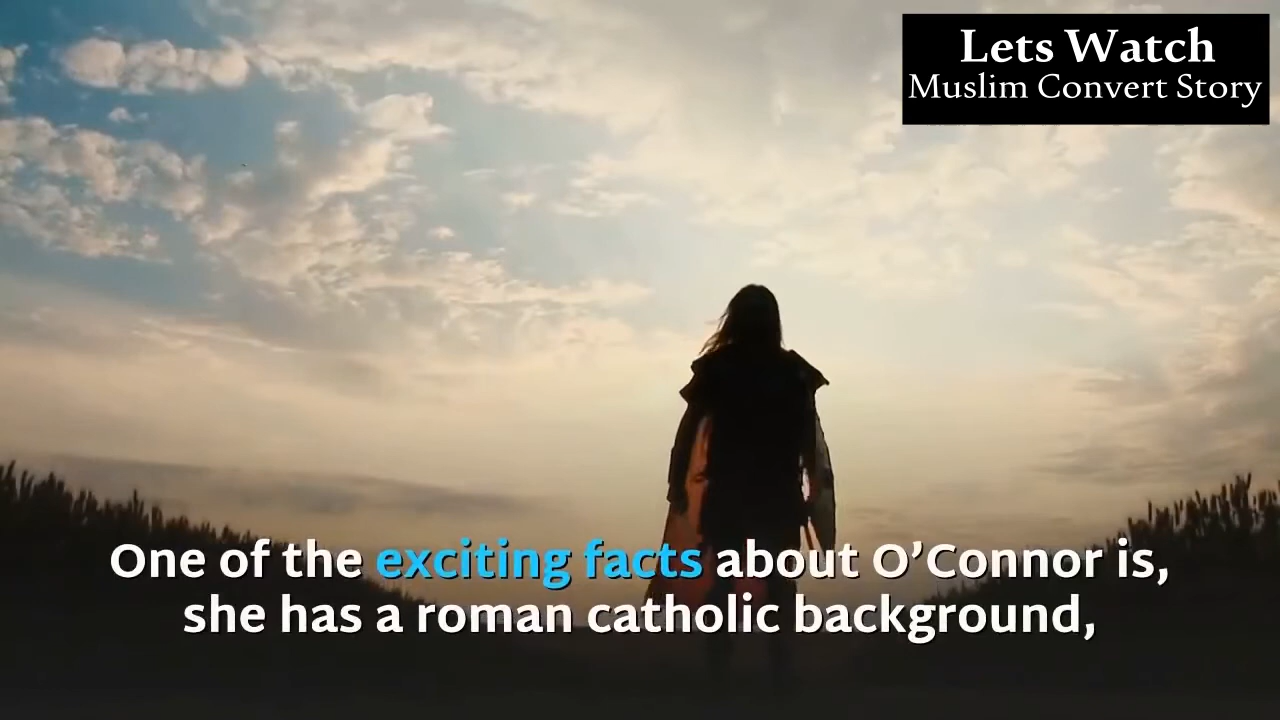 Lets Watch
Muslim Convert Story
One of the exciting facts about O’Connor is,
she has a roman catholic background,